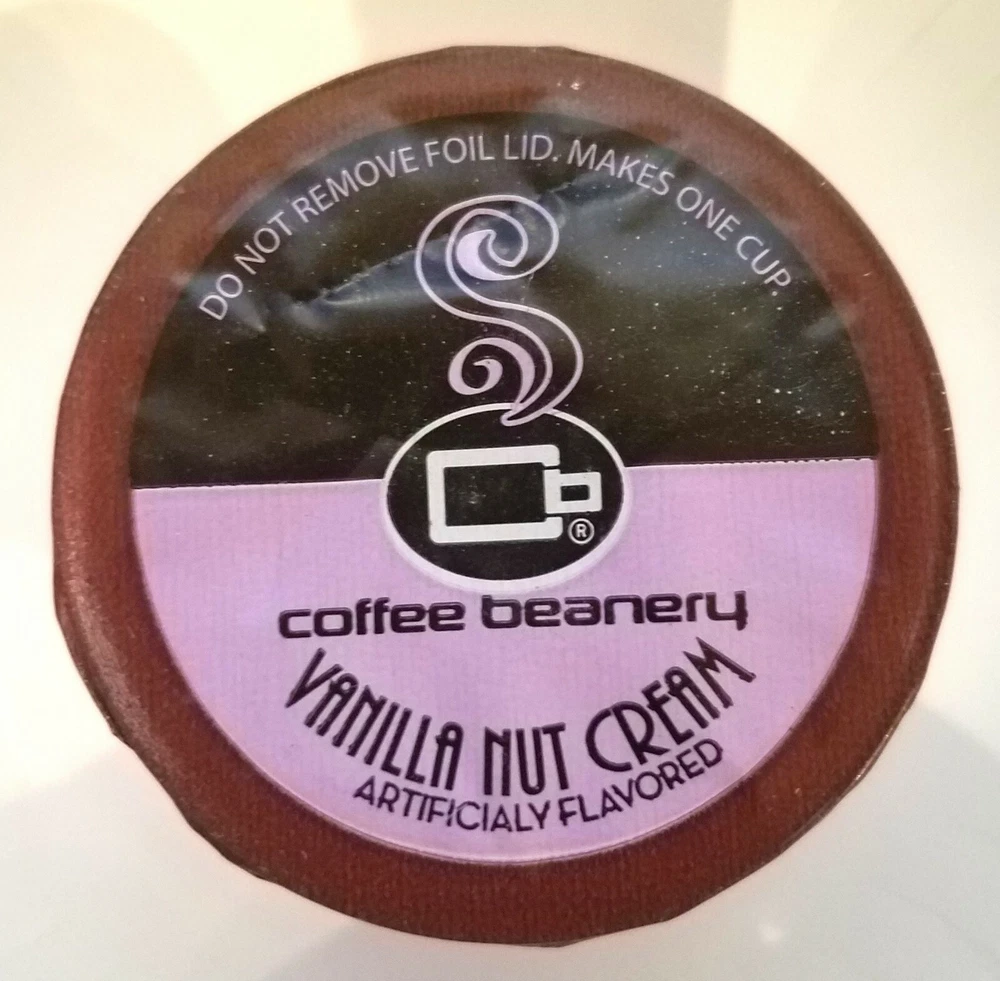 DO NOT REMOVE FOIL LID. MAKES ONE CUP.
Cb®
coffee beanery
VANILLA NUT CREAM
ARTIFICIALY FLAVORED